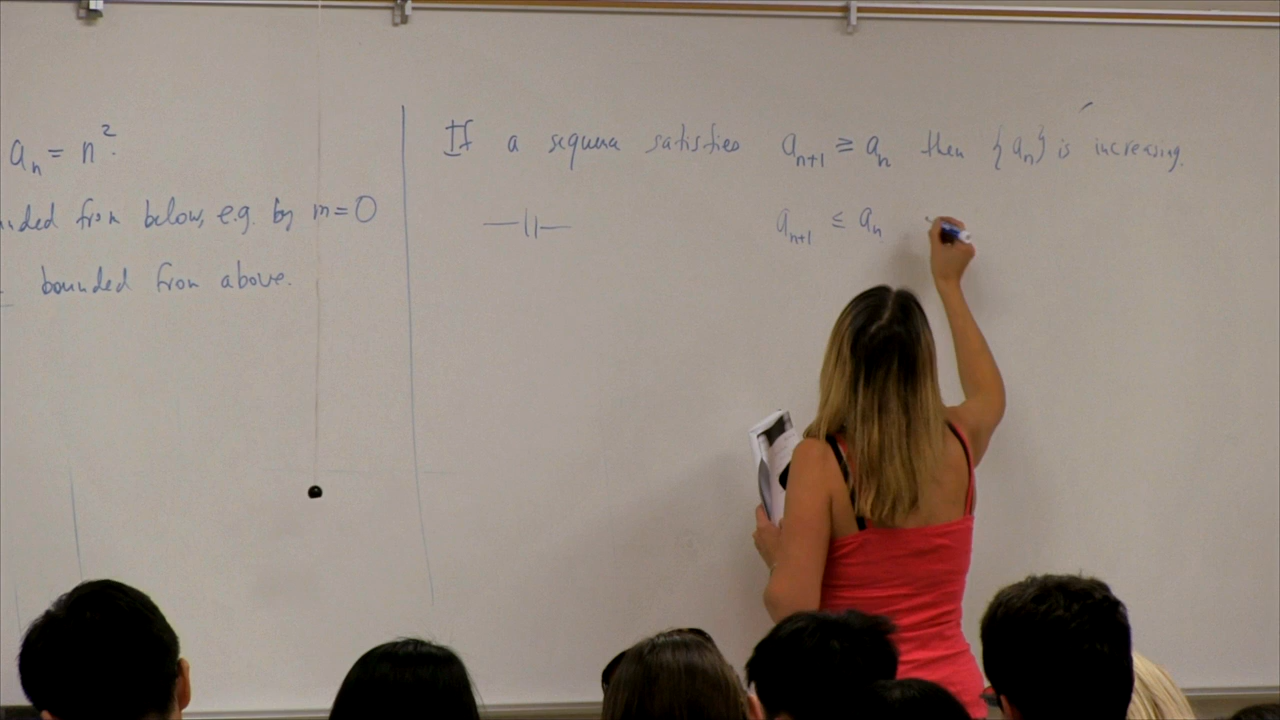 aₙ = n².
nded from below, e.g. by m = 0
bounded from above.
If a sequence satisfies aₙ₊₁ ≥ aₙ then {aₙ} is increasing.
—||— aₙ₊₁ ≤ aₙ